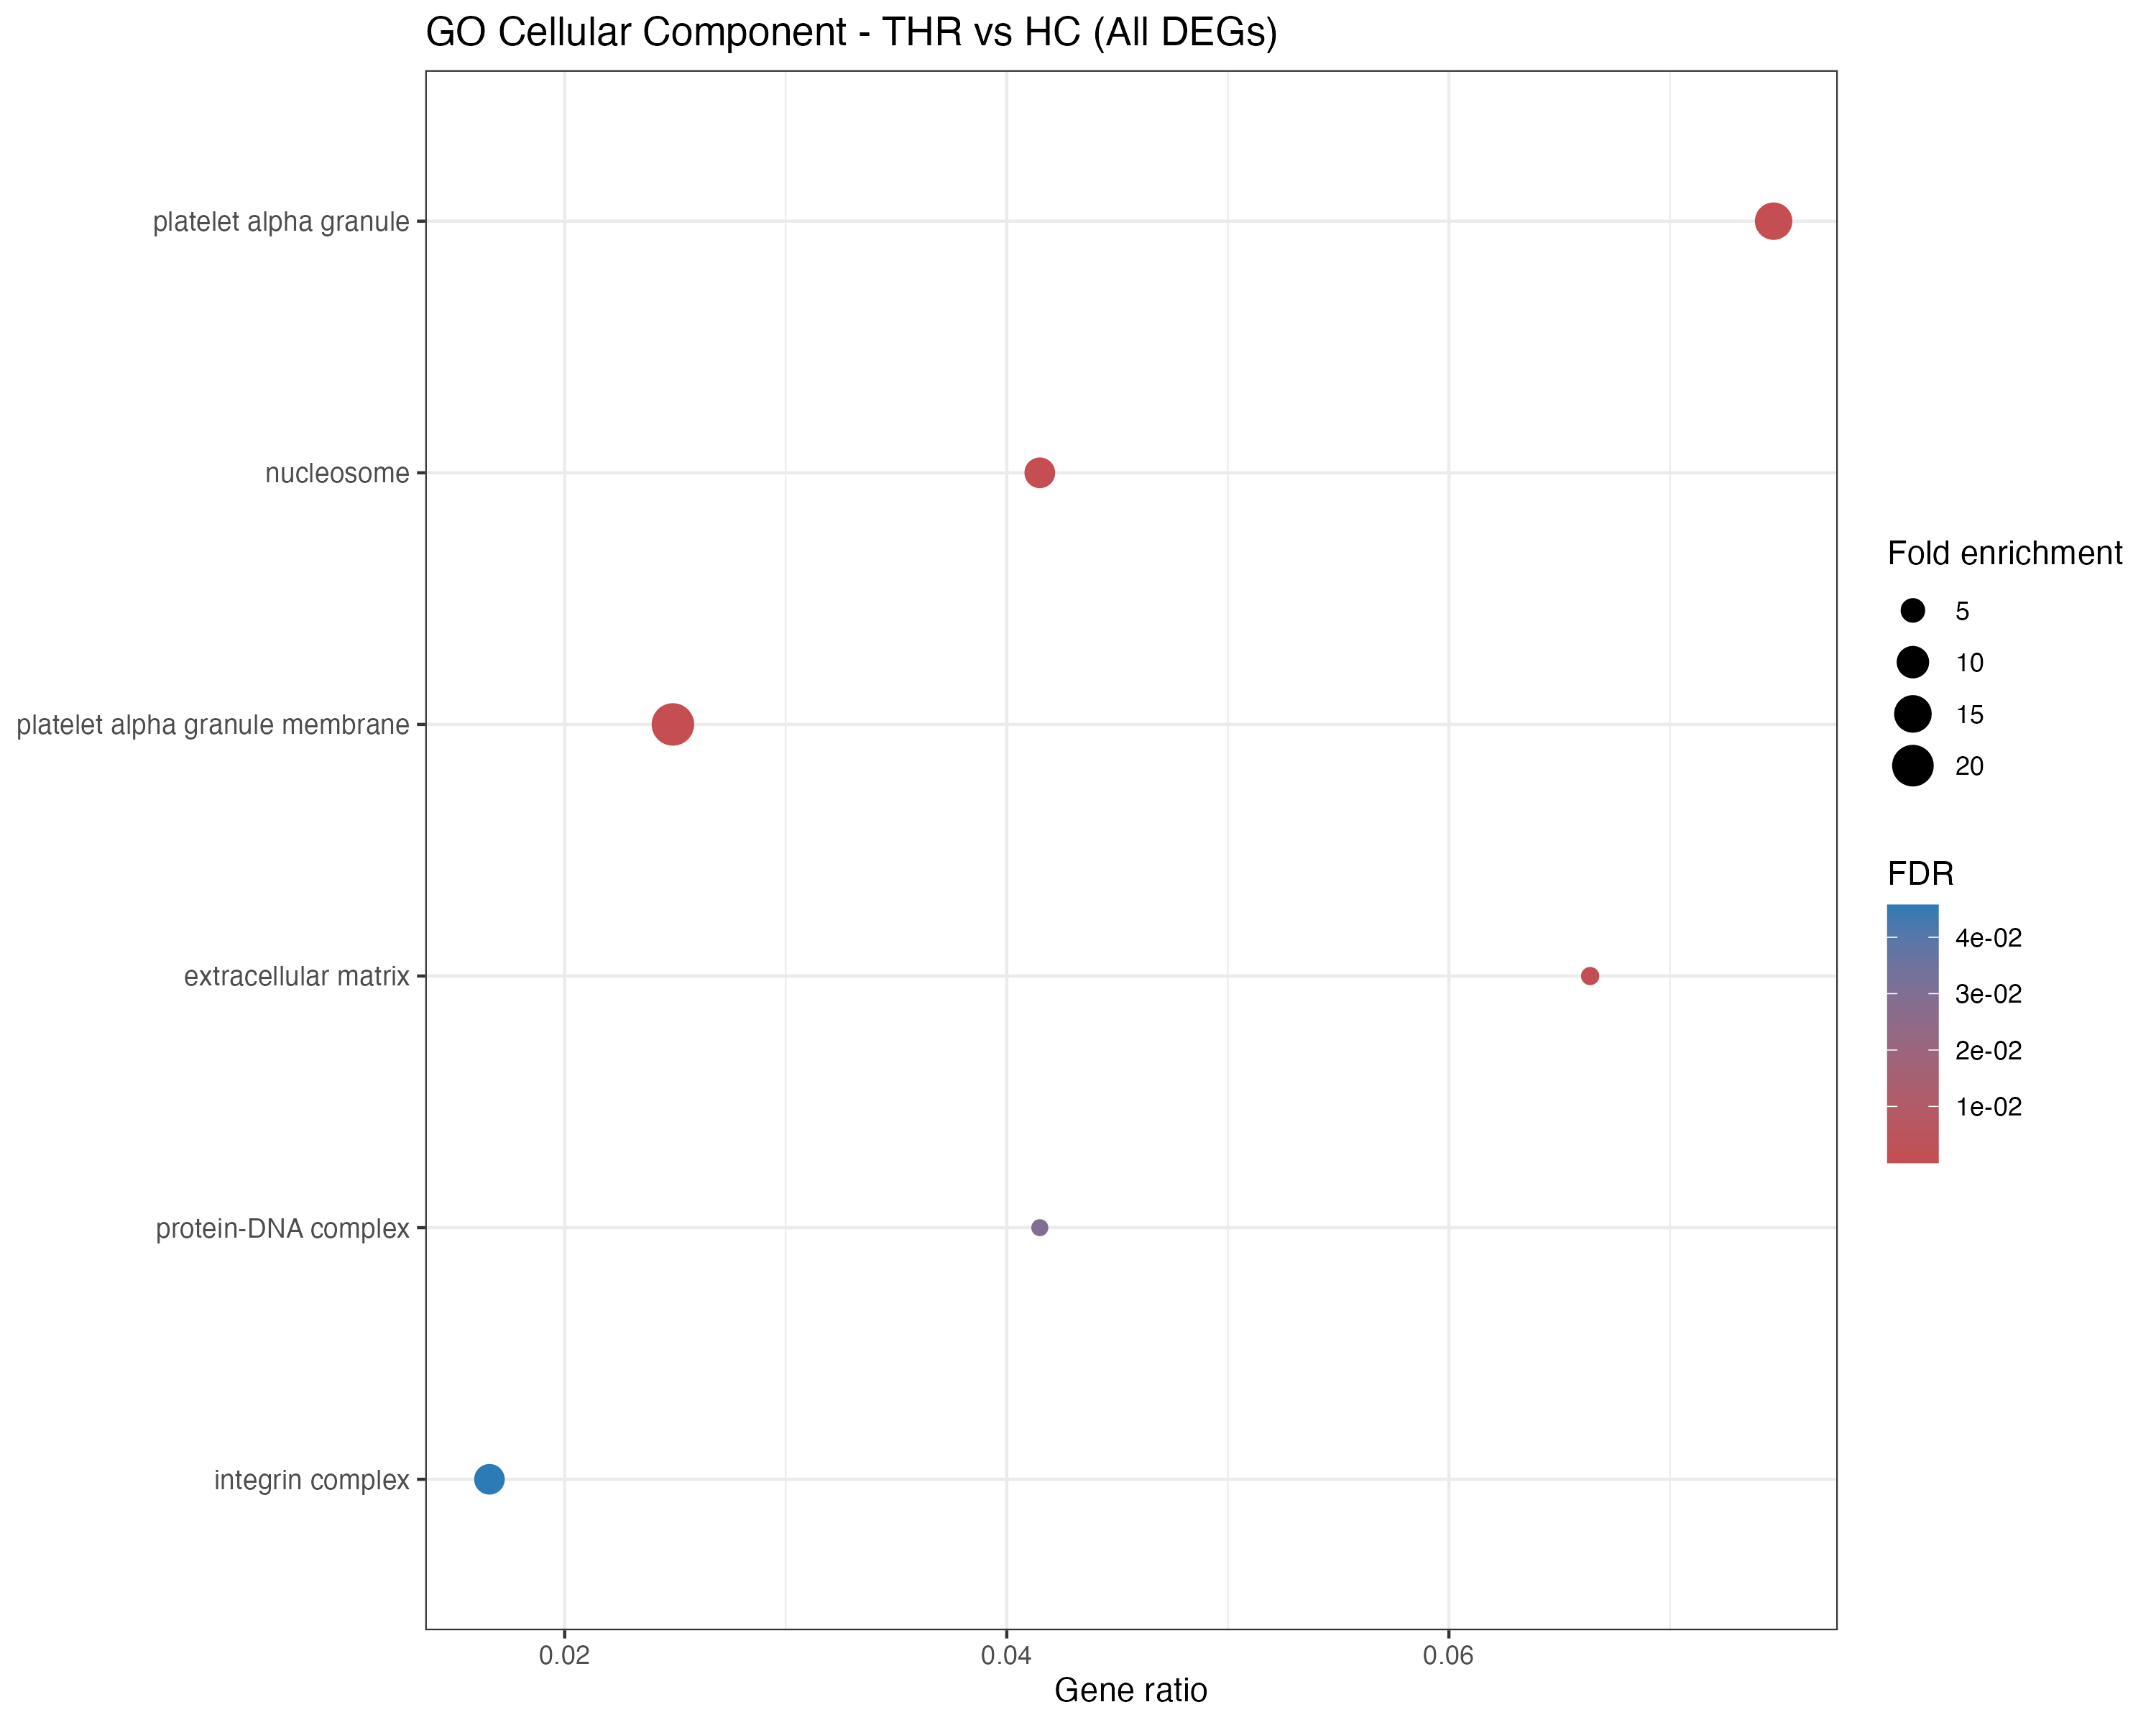 GO Cellular Component - THR vs HC (All DEGs)
platelet alpha granule
nucleosome
platelet alpha granule membrane
extracellular matrix
protein-DNA complex
integrin complex
0.02
0.04
0.06
Gene ratio
Fold enrichment
5
10
15
20
FDR
4e-02
3e-02
2e-02
1e-02